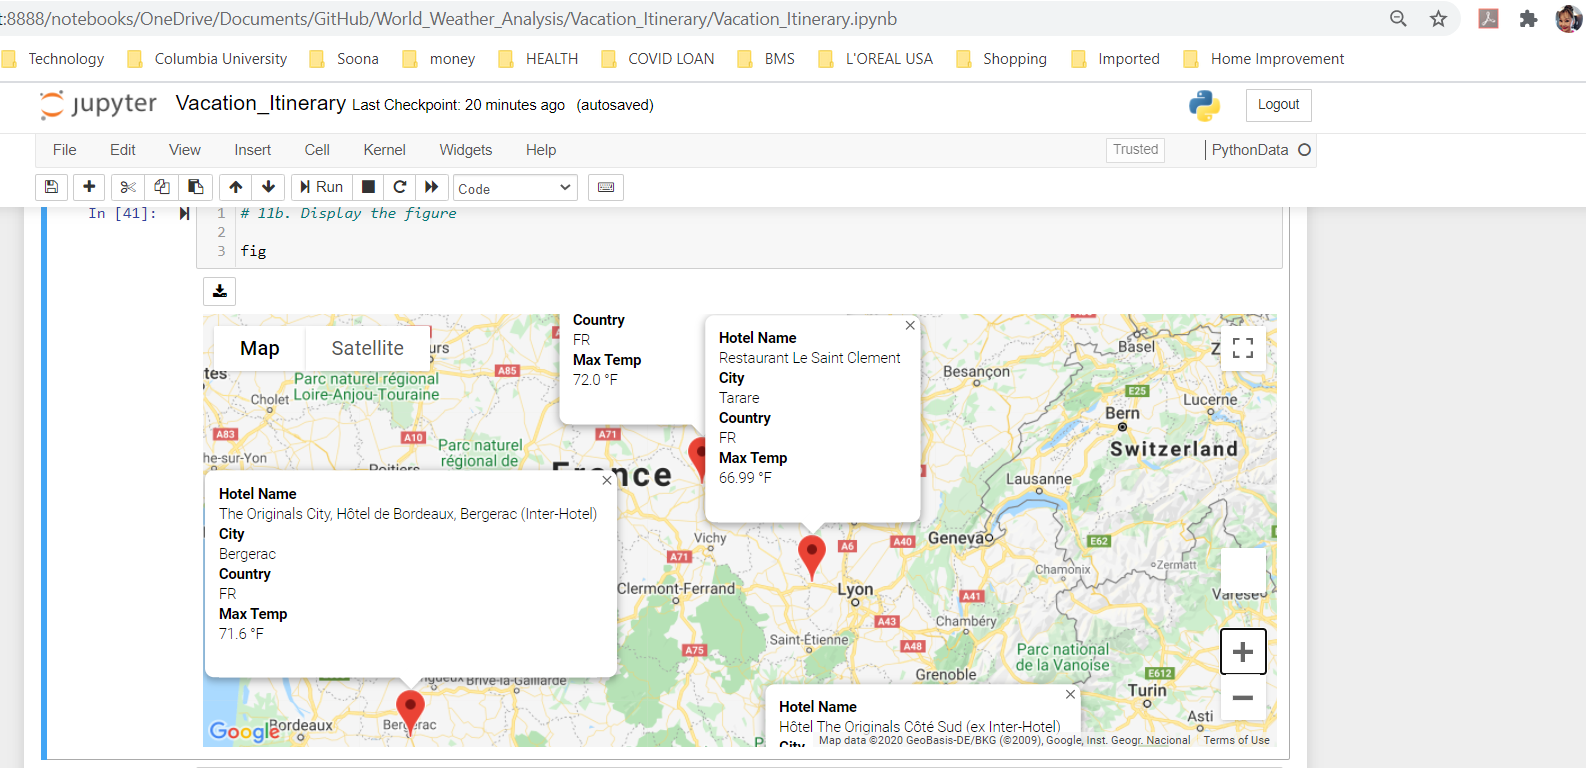 t:8888/notebooks/OneDrive/Documents/GitHub/World_Weather_Analysis/Vacation_Itinerary/Vacation_Itinerary.ipynb
Technology Columbia University Soona money HEALTH COVID LOAN BMS L'OREAL USA Shopping Imported Home Improvement
jupyter Vacation_Itinerary Last Checkpoint: 20 minutes ago (autosaved) Logout
File Edit View Insert Cell Kernel Widgets Help Trusted PythonData
Run Code
In [41]: 1 # 11b. Display the figure
2
3 fig
Map Satellite
Country
FR
Max Temp
72.0 °F
Hotel Name
Restaurant Le Saint Clement
City
Tarare
Country
FR
Max Temp
66.99 °F
Hotel Name
The Originals City, Hôtel de Bordeaux, Bergerac (Inter-Hotel)
City
Bergerac
Country
FR
Max Temp
71.6 °F
Hotel Name
Hôtel The Originals Côté Sud (ex Inter-Hotel)
City
urs
tes
Parc naturel régional
Loire-Anjou-Touraine
Cholet
A85
A83
A10
A71
he-sur-Yon
Poitiers
Parc naturel
régional de
France
Basel
Z
Besançon
E25
Lucerne
Bern
Switzerland
Lausanne
Vichy
A71
A6
A40
Geneva
E62
Clermont-Ferrand
Lyon
Chamonix
Zermatt
A41
Varese
A43
Chambéry
Saint-Étienne
A75
A48
Parc national
de la Vanoise
Grenoble
E612
Turin
Asti
Brive-la-Gaillarde
Bordeaux
Bergerac
Google
Map data ©2020 GeoBasis-DE/BKG (©2009), Google, Inst. Geogr. Nacional Terms of Use